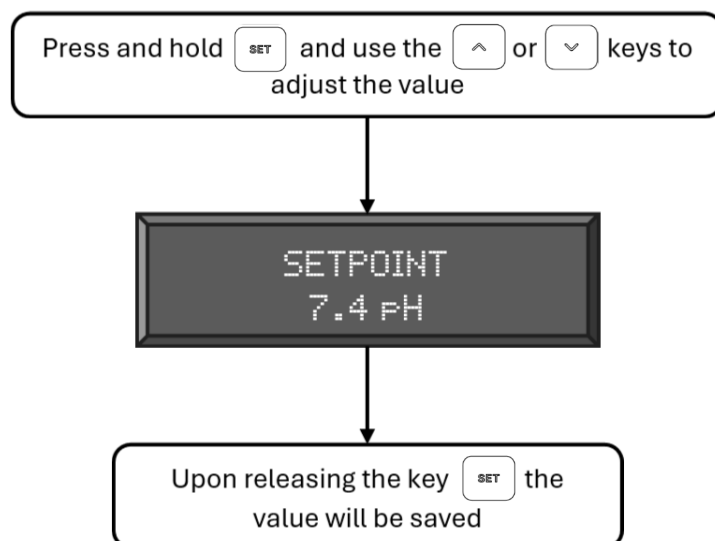 Press and hold SET and use the ^ or v keys to
adjust the value
SETPOINT
7.4 pH
Upon releasing the key SET the
value will be saved